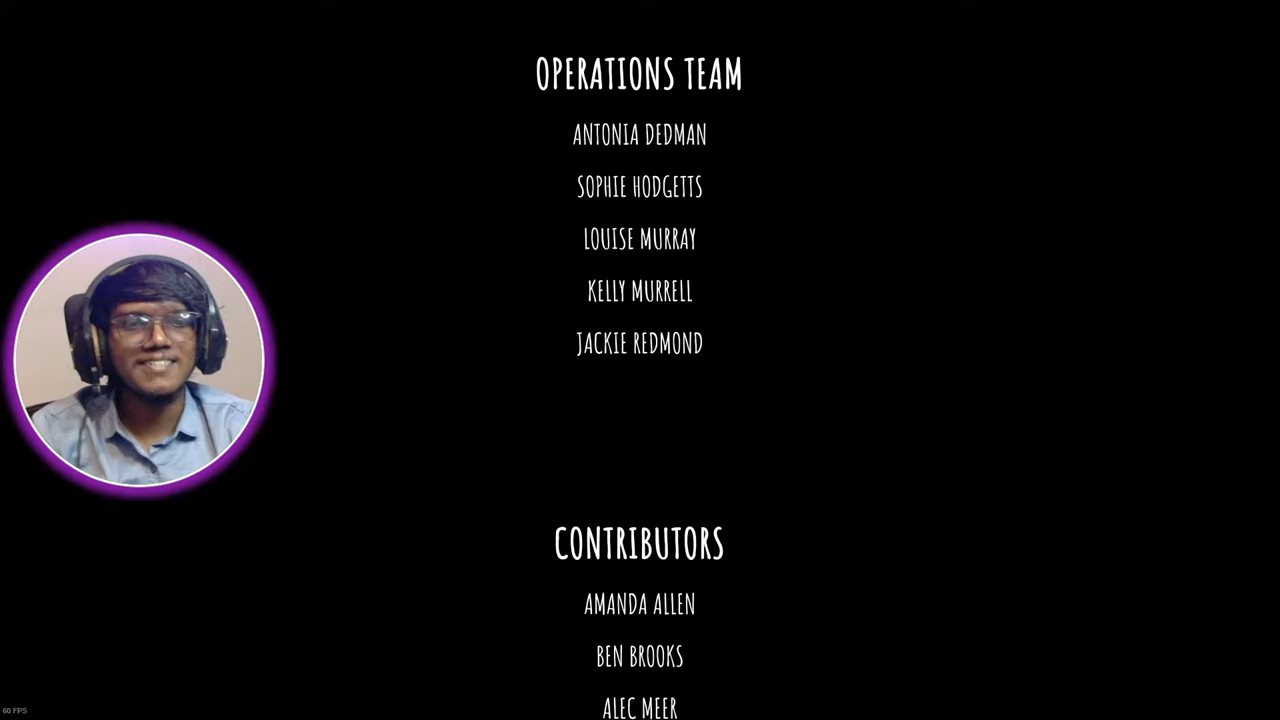 OPERATIONS TEAM
ANTONIA DEDMAN
SOPHIE HODGETTS
LOUISE MURRAY
KELLY MURRELL
JACKIE REDMOND
CONTRIBUTORS
AMANDA ALLEN
BEN BROOKS
ALEC MEER
60 FPS